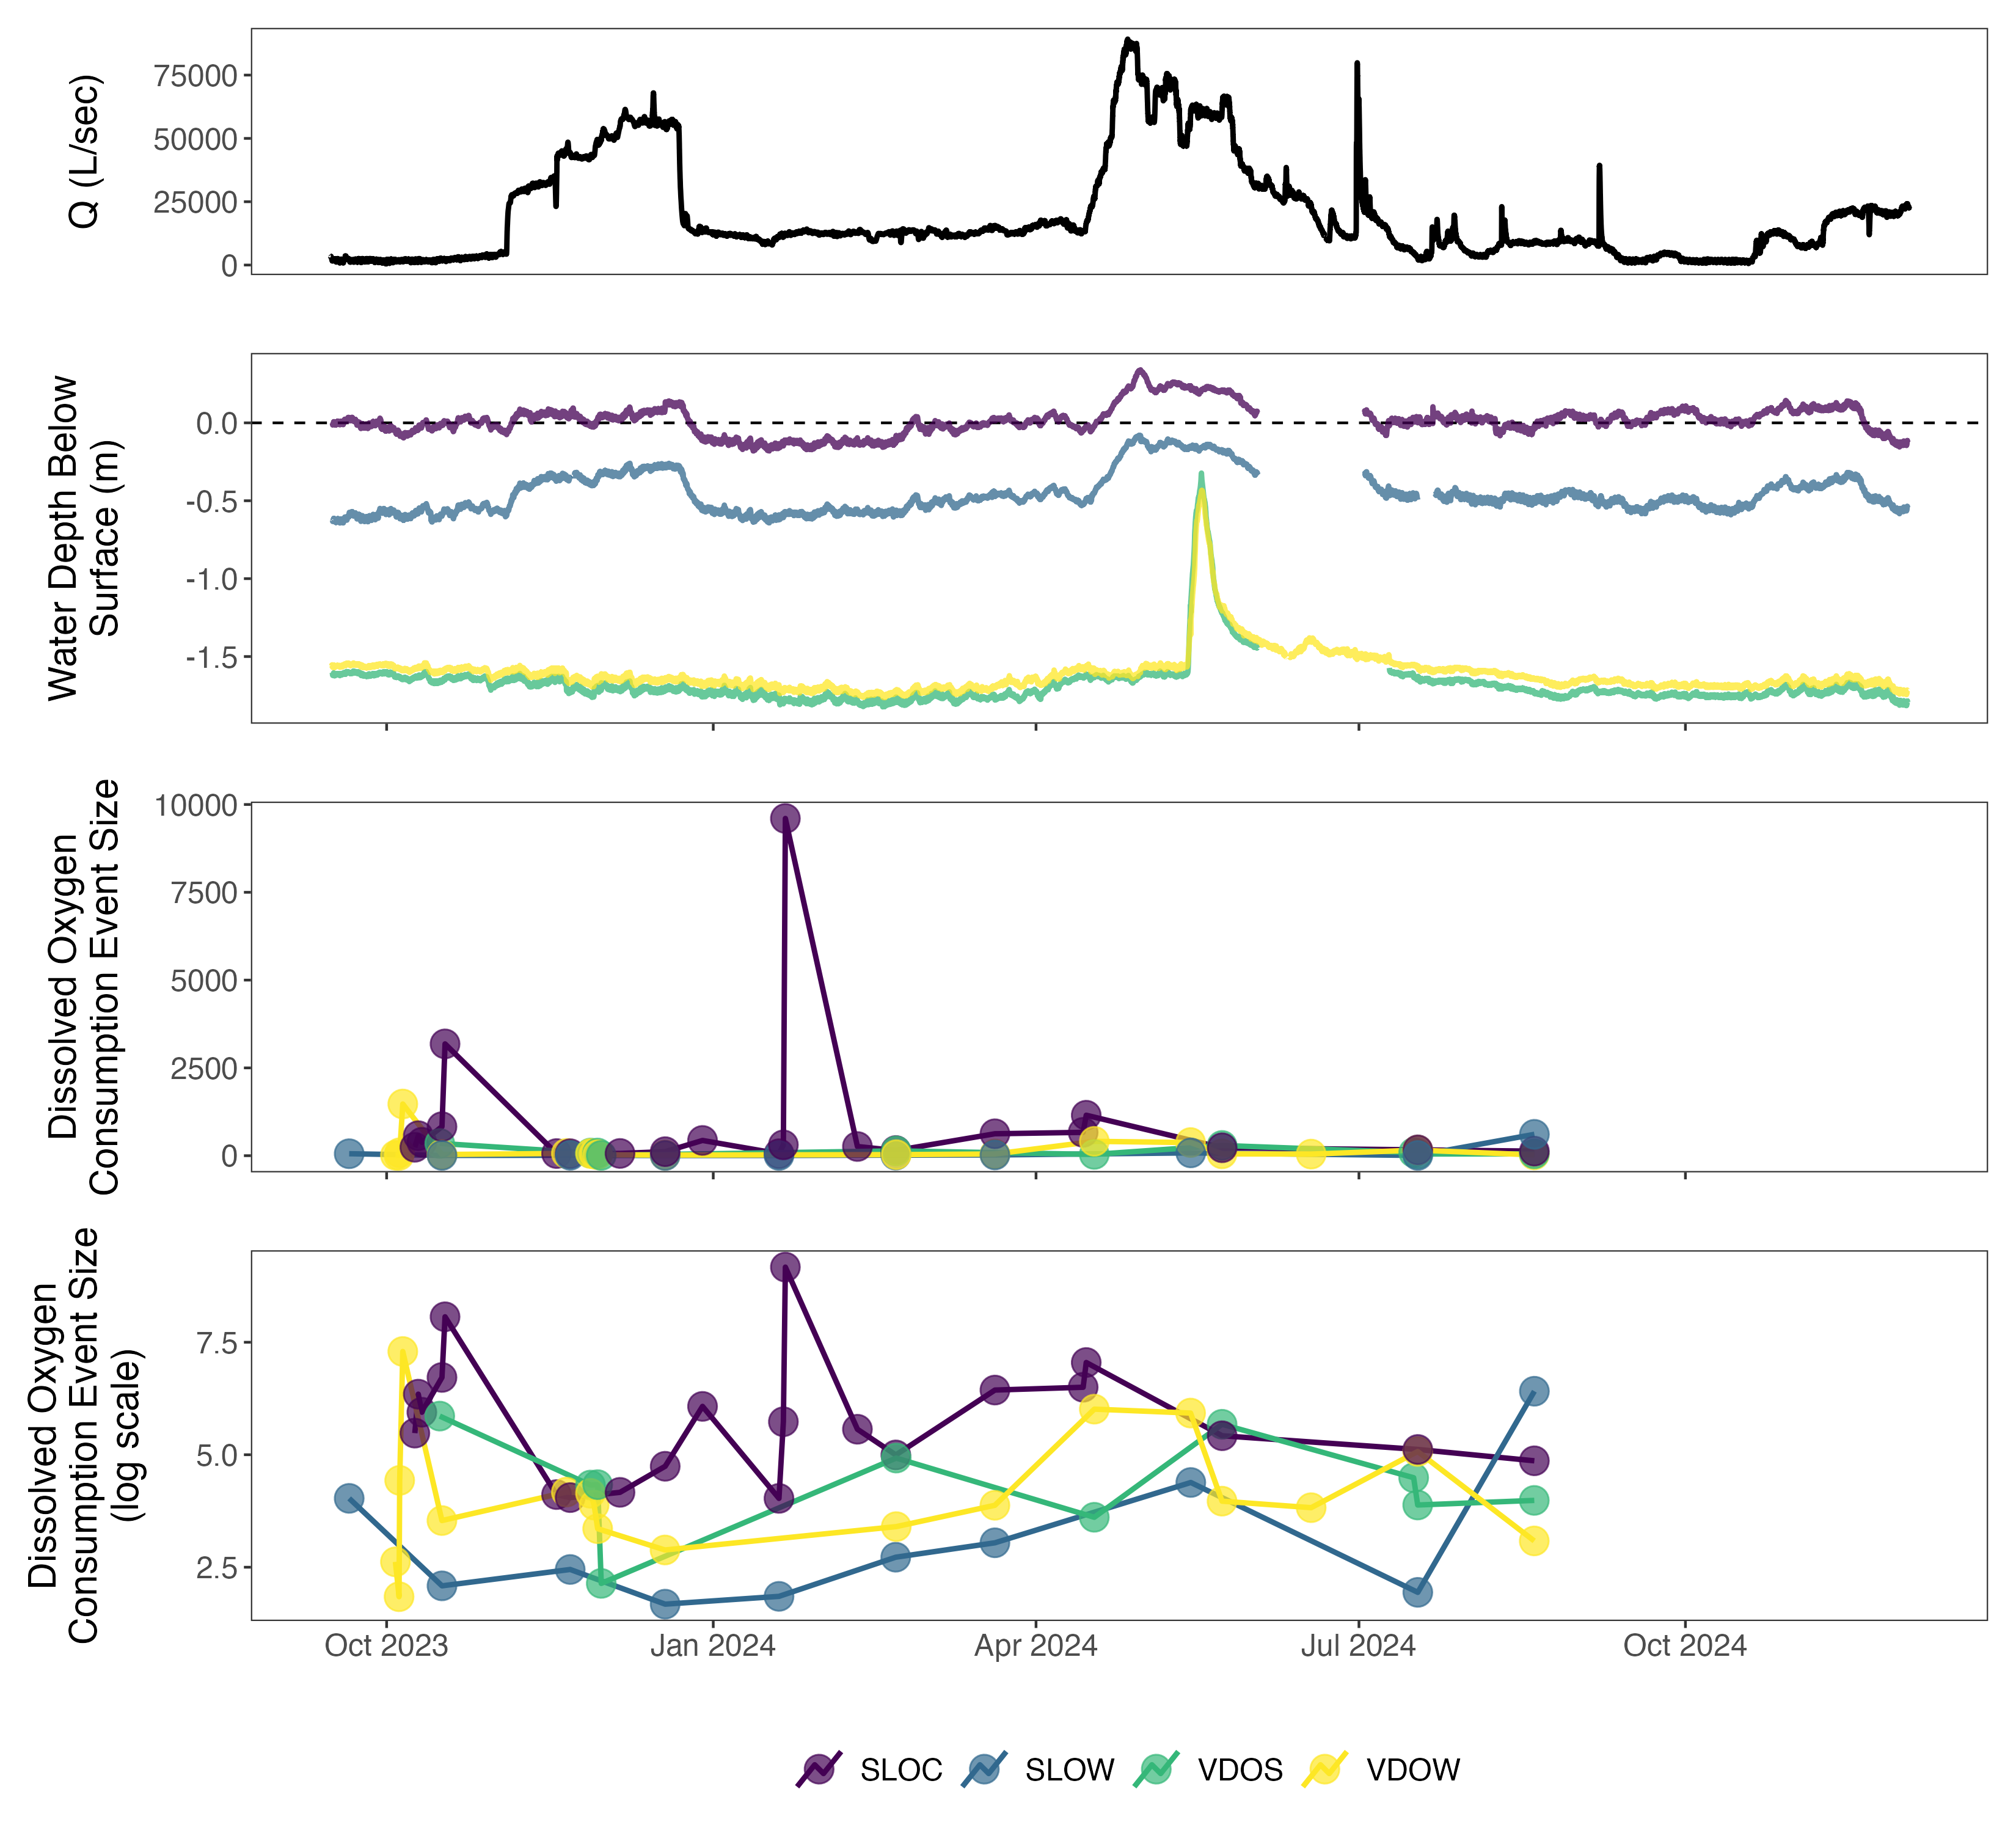 Q (L/sec)
75000
50000
25000
0
Water Depth Below
Surface (m)
0.0
-0.5
-1.0
-1.5
Dissolved Oxygen
Consumption Event Size
10000
7500
5000
2500
0
Dissolved Oxygen
Consumption Event Size
(log scale)
7.5
5.0
2.5
Oct 2023 Jan 2024 Apr 2024 Jul 2024 Oct 2024
SLOC SLOW VDOS VDOW